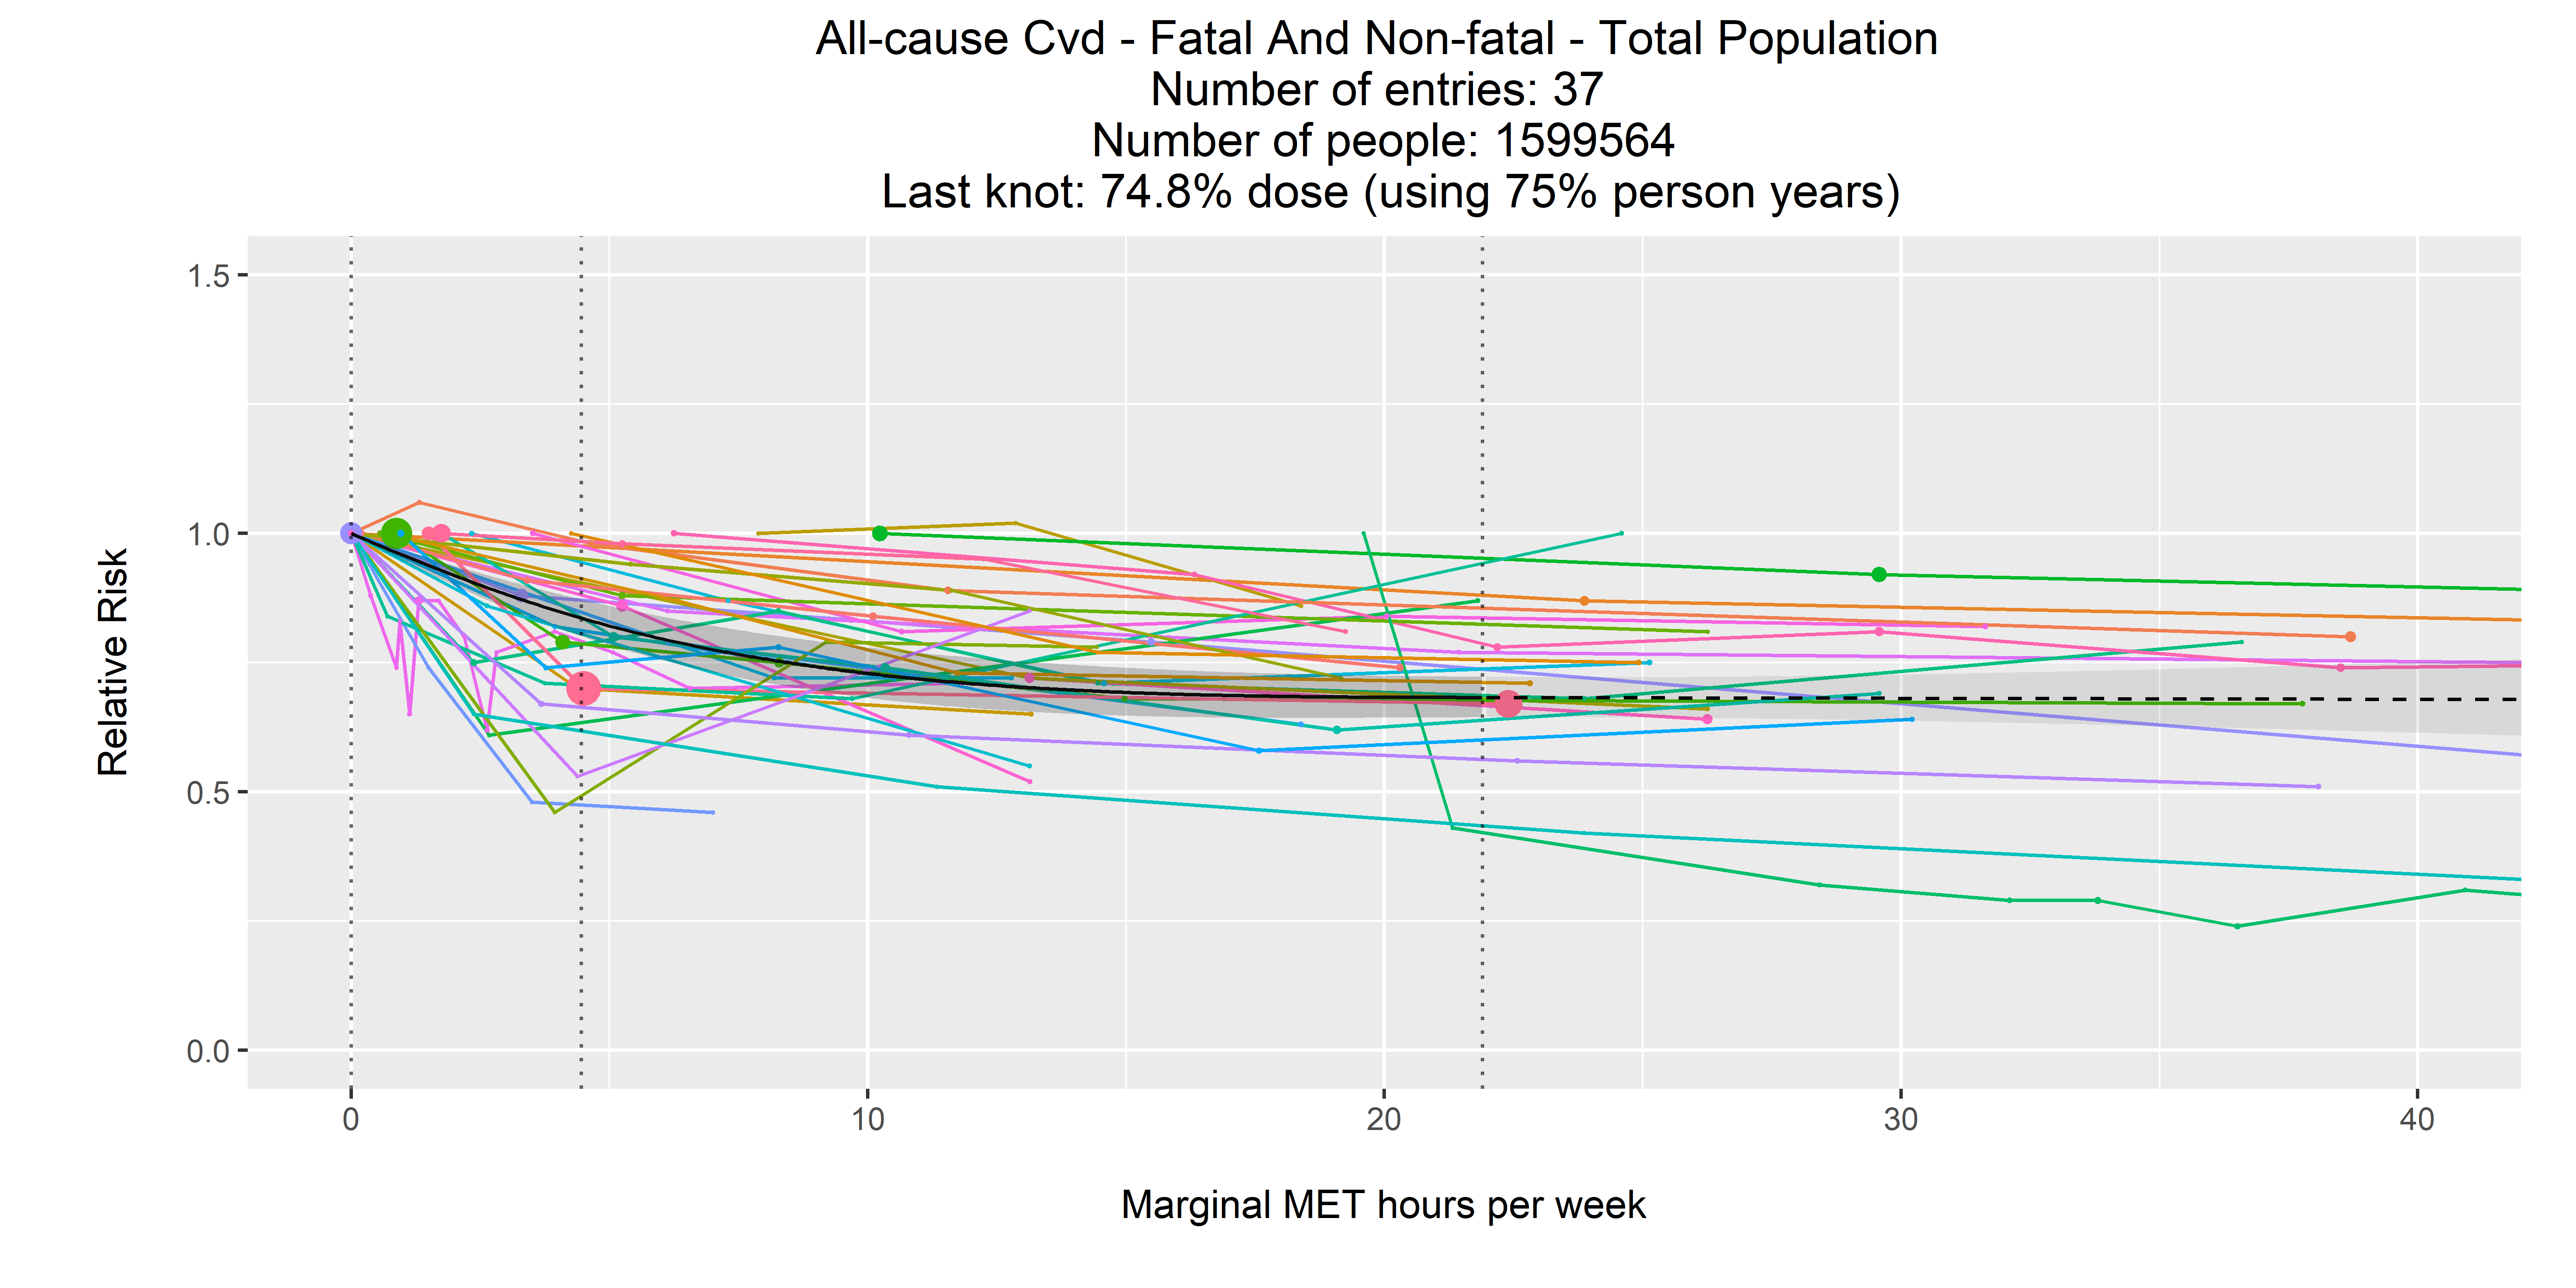 All-cause Cvd - Fatal And Non-fatal - Total Population
Number of entries: 37
Number of people: 1599564
Last knot: 74.8% dose (using 75% person years)
1.5
1.0
0.5
0.0
Relative Risk
0 10 20 30 40
Marginal MET hours per week